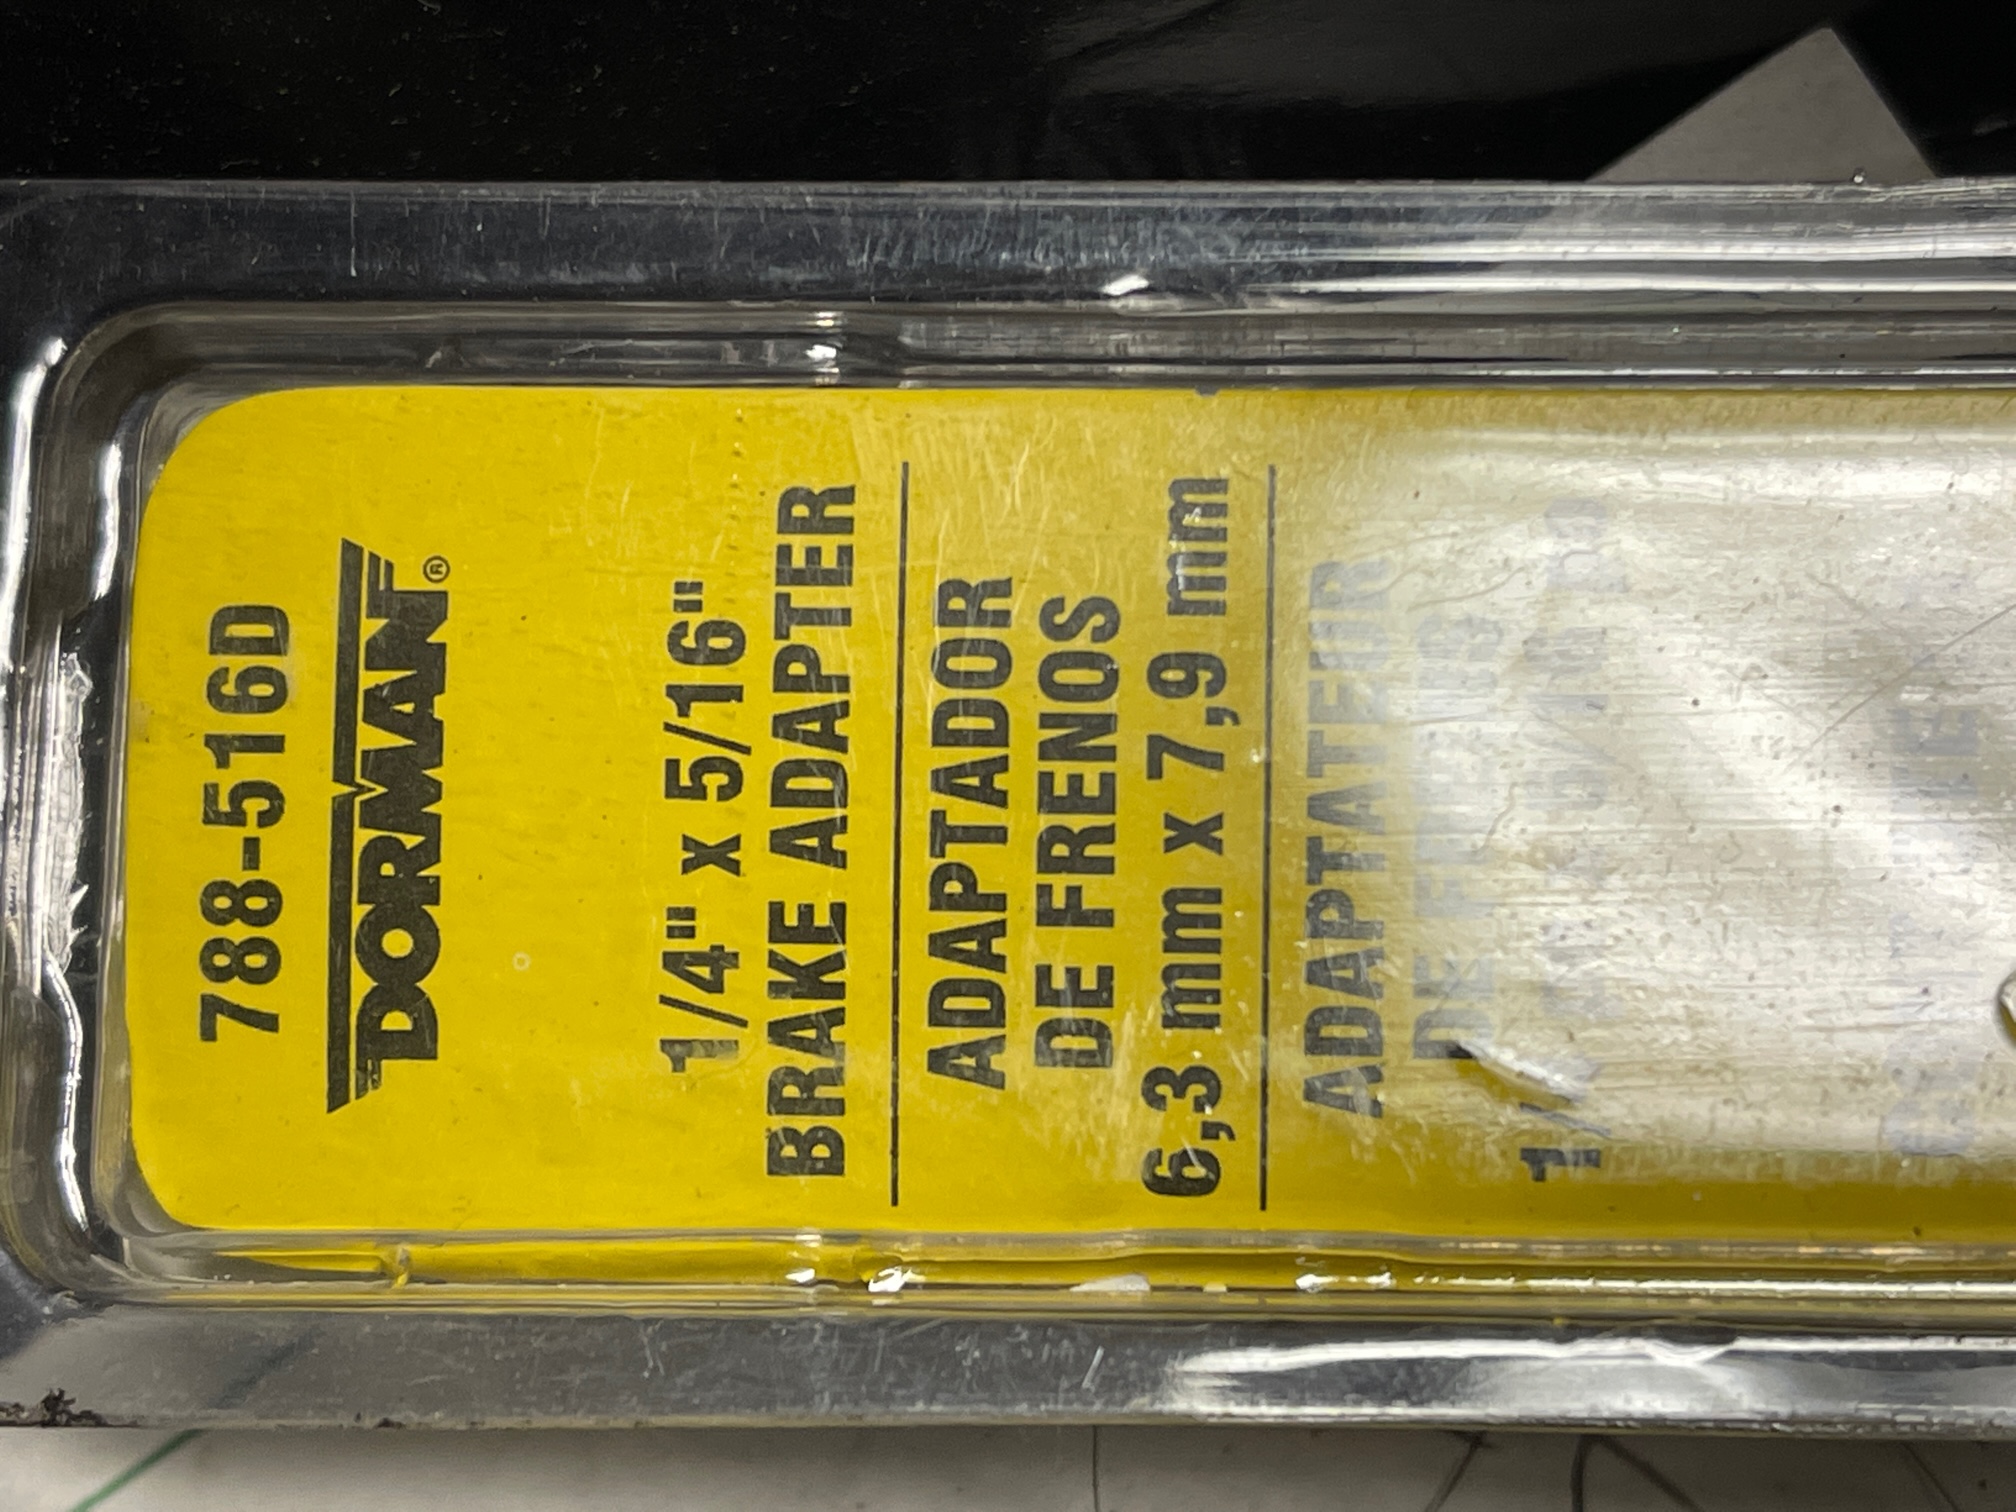 788-516D
DORMAN®
1/4" x 5/16"
BRAKE ADAPTER
ADAPTADOR
DE FRENOS
6,3 mm x 7,9 mm
ADAPTATEUR
DE